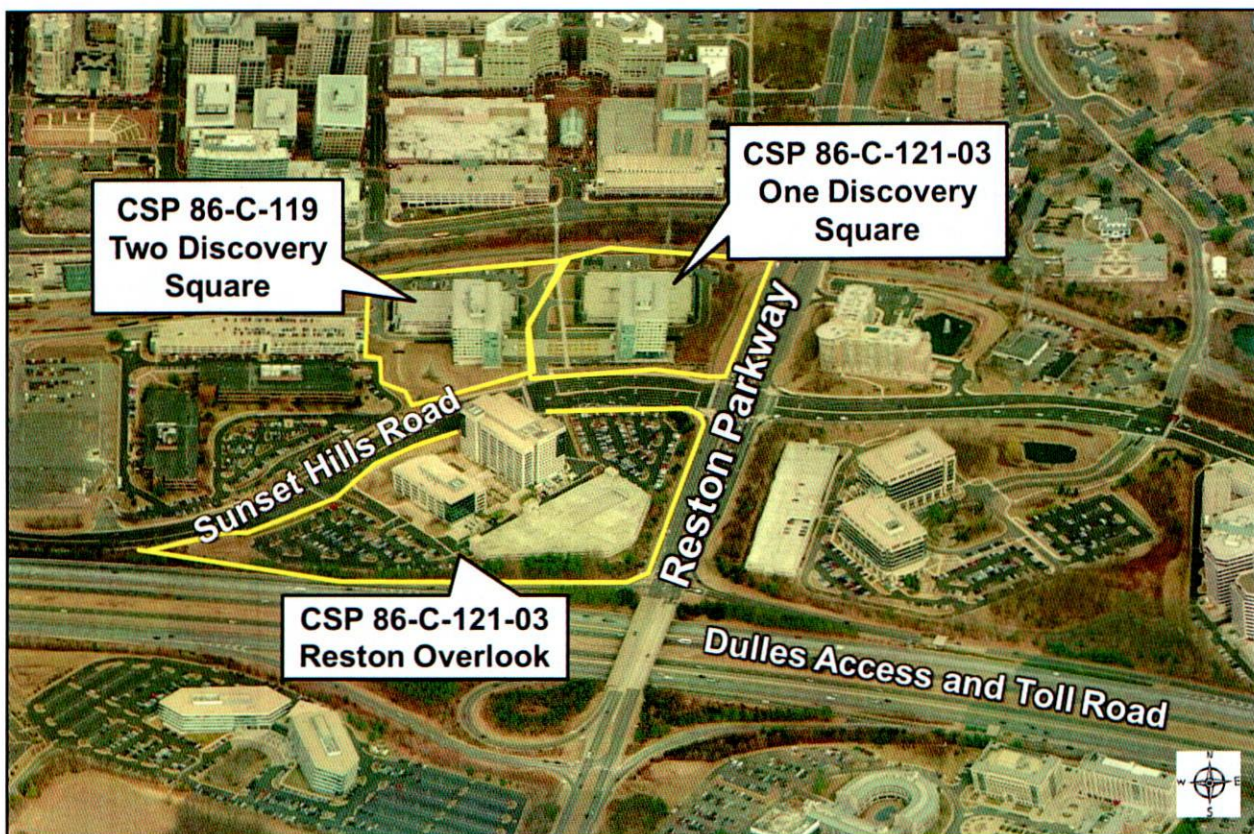 CSP 86-C-121-03
One Discovery
Square
CSP 86-C-119
Two Discovery
Square
Reston Parkway
Sunset Hills Road
CSP 86-C-121-03
Reston Overlook
Dulles Access and Toll Road
N
W E
S